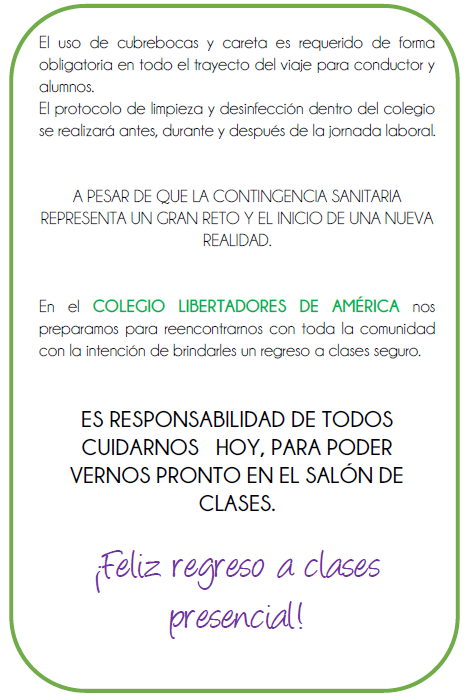 El uso de cubrebocas y careta es requerido de forma
obligatoria en todo el trayecto del viaje para conductor y
alumnos.
El protocolo de limpieza y desinfección dentro del colegio
se realizará antes, durante y después de la jornada laboral.
A PESAR DE QUE LA CONTINGENCIA SANITARIA
REPRESENTA UN GRAN RETO Y EL INICIO DE UNA NUEVA
REALIDAD.
En el COLEGIO LIBERTADORES DE AMÉRICA nos
preparamos para reencontrarnos con toda la comunidad
con la intención de brindarles un regreso a clases seguro.
ES RESPONSABILIDAD DE TODOS
CUIDARNOS HOY, PARA PODER
VERNOS PRONTO EN EL SALÓN DE
CLASES.
¡Feliz regreso a clases
presencial!